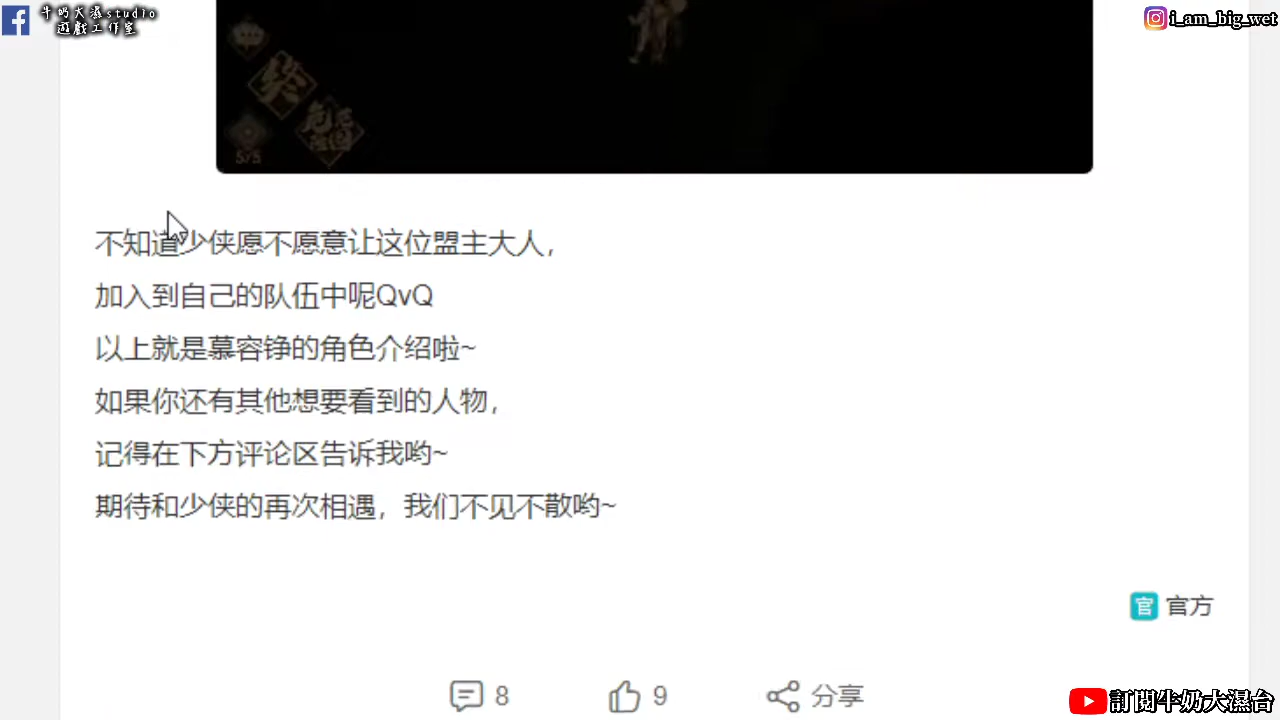 牛奶大濕studio
遊戲工作室
i_am_big_wet
终
5/5
不知道少侠愿不愿意让这位盟主大人，
加入到自己的队伍中呢QvQ
以上就是慕容铮的角色介绍啦~
如果你还有其他想要看到的人物，
记得在下方评论区告诉我哟~
期待和少侠的再次相遇，我们不见不散哟~
官 官方
8
9
分享
訂閱牛奶大濕台